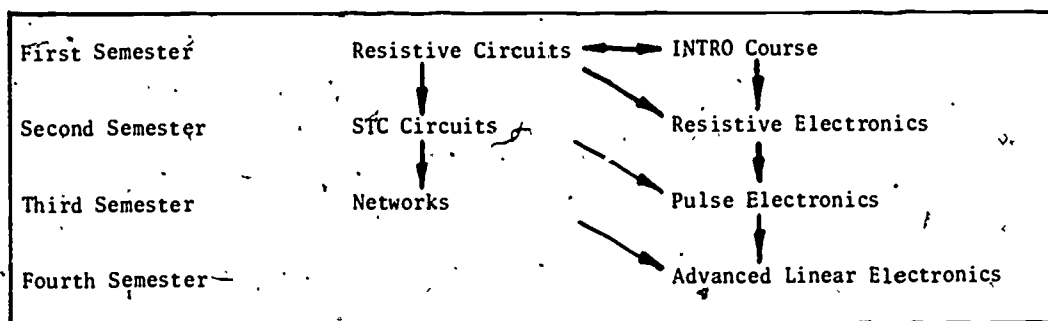 First Semester Resistive Circuits INTRO Course
Second Semester STC Circuits Resistive Electronics
Third Semester Networks Pulse Electronics
Fourth Semester Advanced Linear Electronics